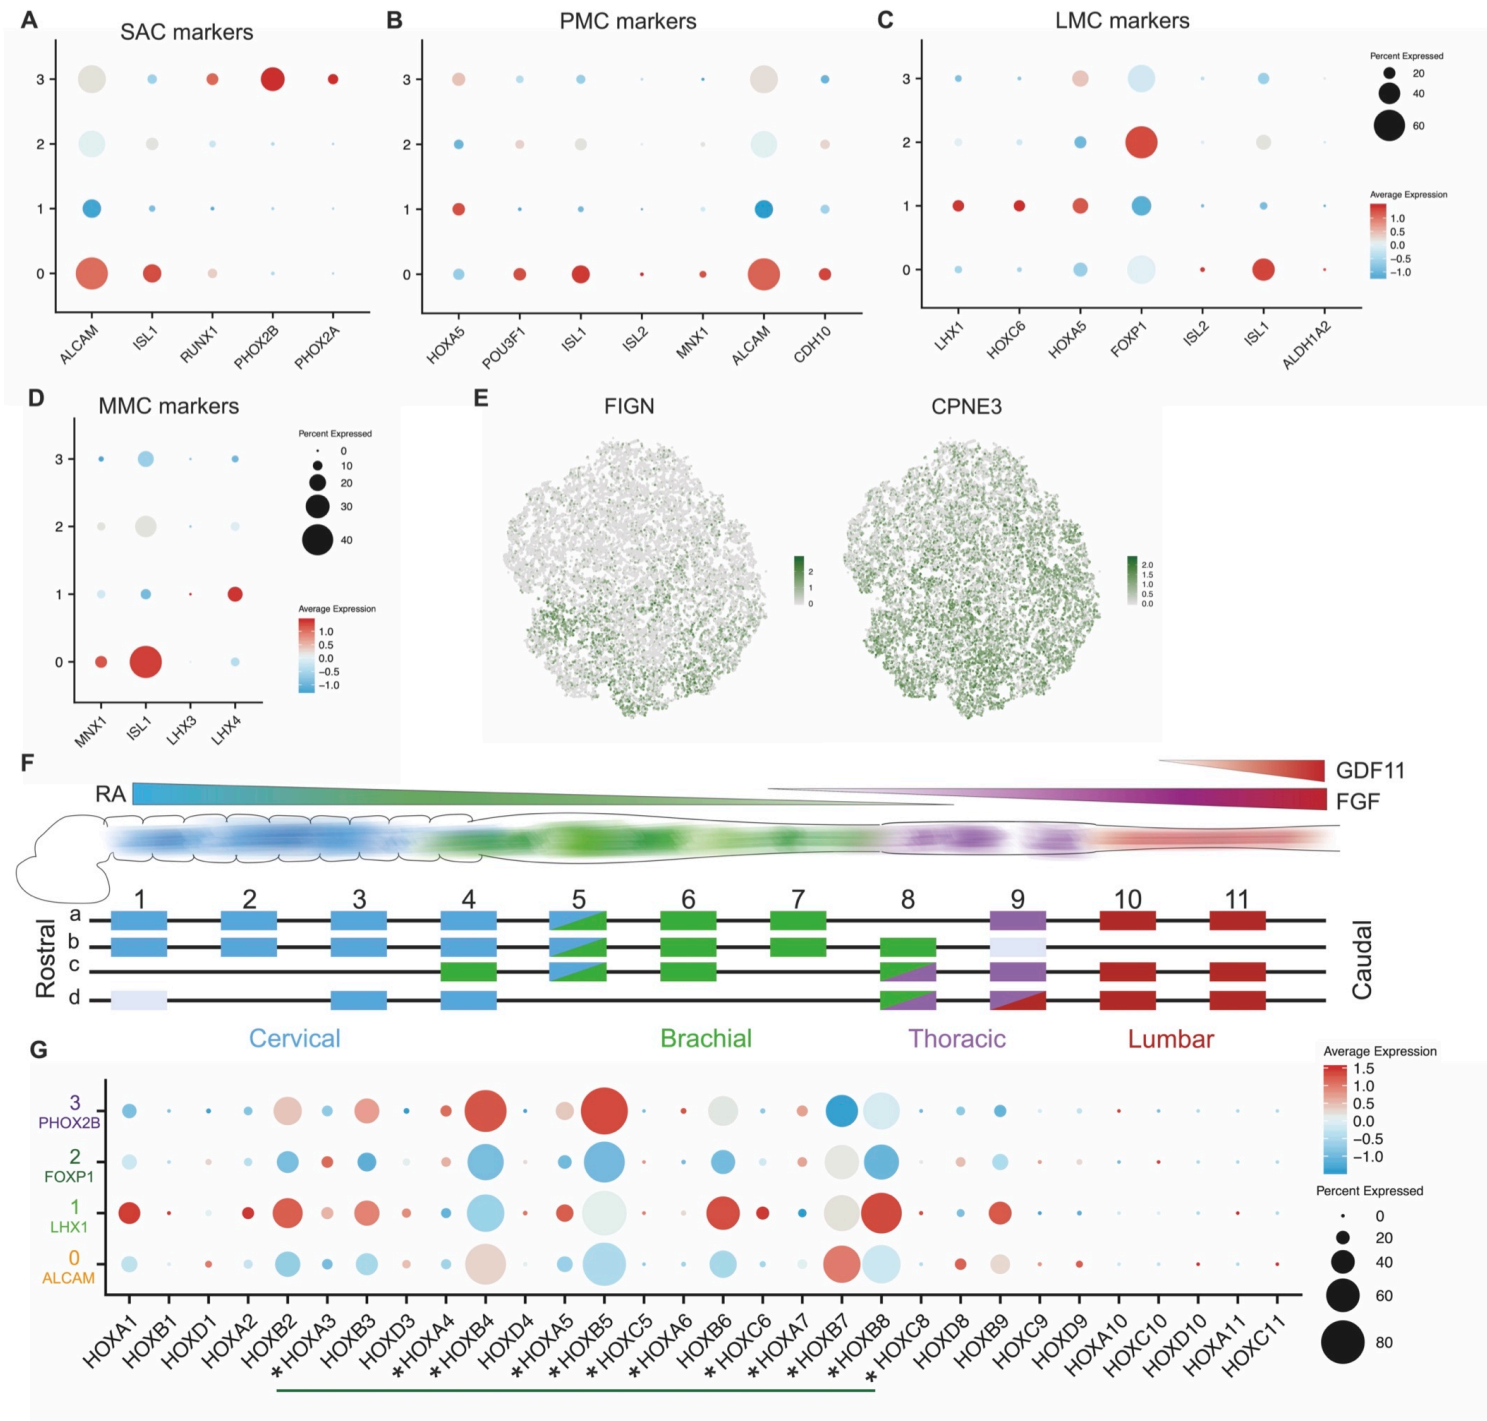 A
SAC markers
3
2
1
0
ALCAM
ISL1
RUNX1
PHOX2B
PHOX2A
B
PMC markers
3
2
1
0
HOXA5
POU3F1
ISL1
ISL2
MNX1
ALCAM
CDH10
C
LMC markers
3
2
1
0
LHX1
HOXC6
HOXA5
FOXP1
ISL2
ISL1
ALDH1A2
Percent Expressed
20
40
60
Average Expression
1.0
0.5
0.0
−0.5
−1.0
D
MMC markers
3
2
1
0
MNX1
ISL1
LHX3
LHX4
Percent Expressed
0
10
20
30
40
Average Expression
1.0
0.5
0.0
−0.5
−1.0
E
FIGN
2
1
0
CPNE3
2.0
1.5
1.0
0.5
0.0
F
GDF11
RA
FGF
1 2 3 4 5 6 7 8 9 10 11
a
b
c
d
Rostral
Caudal
Cervical
Brachial
Thoracic
Lumbar
G
3
PHOX2B
2
FOXP1
1
LHX1
0
ALCAM
HOXA1
HOXB1
HOXD1
HOXA2
HOXB2
* HOXA3
HOXB3
HOXD3
* HOXA4
* HOXB4
HOXD4
* HOXA5
* HOXB5
* HOXC5
* HOXA6
HOXB6
* HOXC6
* HOXA7
* HOXB7
* HOXB8
* HOXC8
HOXD8
HOXB9
HOXC9
HOXD9
HOXA10
HOXC10
HOXD10
HOXA11
HOXC11
Average Expression
1.5
1.0
0.5
0.0
−0.5
−1.0
Percent Expressed
0
20
40
60
80